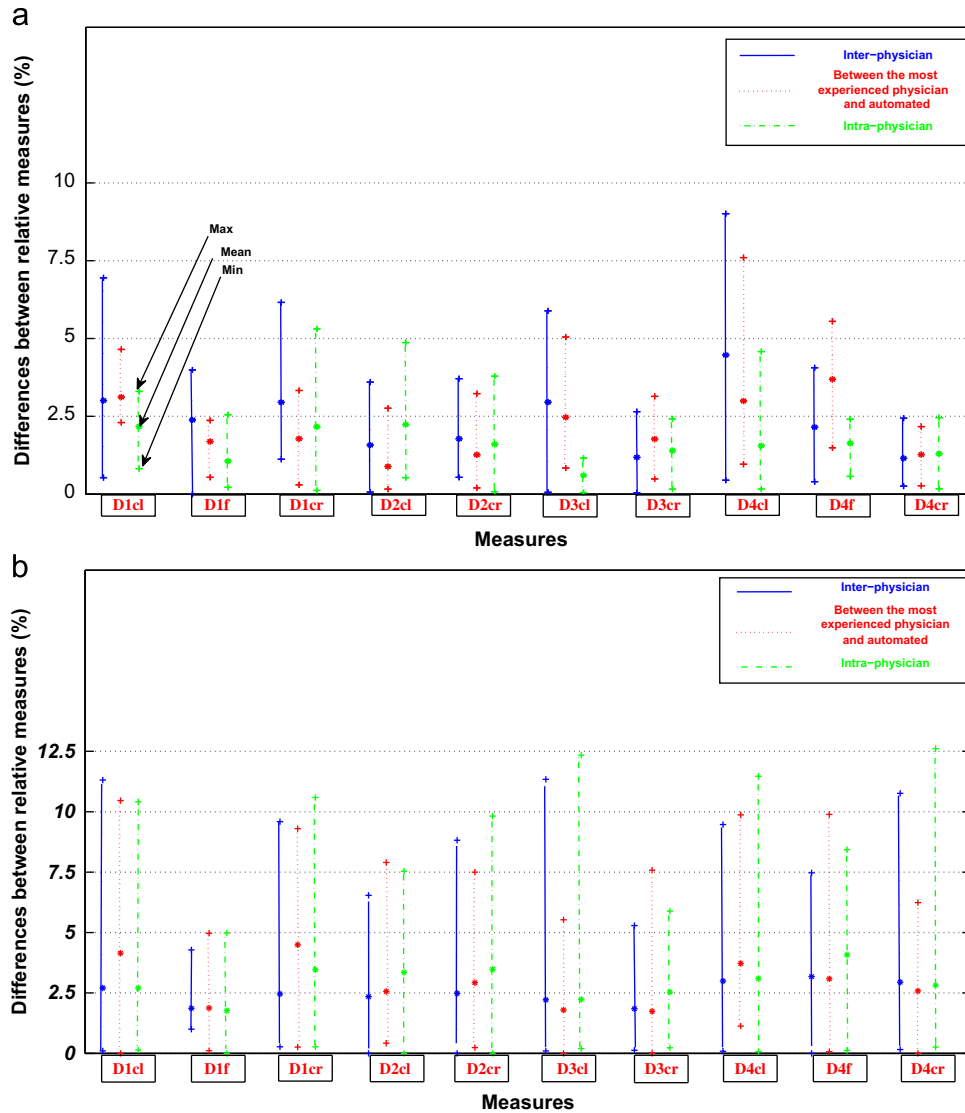 a
Differences between relative measures (%)
Inter-physician
Between the most
experienced physician
and automated
Intra-physician
10
7.5
5
2.5
0
Max
Mean
Min
D1cl D1f D1cr D2cl D2cr D3cl D3cr D4cl D4f D4cr
Measures
b
Differences between relative measures (%)
Inter-physician
Between the most
experienced physician
and automated
Intra-physician
12.5
10
7.5
5
2.5
0
D1cl D1f D1cr D2cl D2cr D3cl D3cr D4cl D4f D4cr
Measures